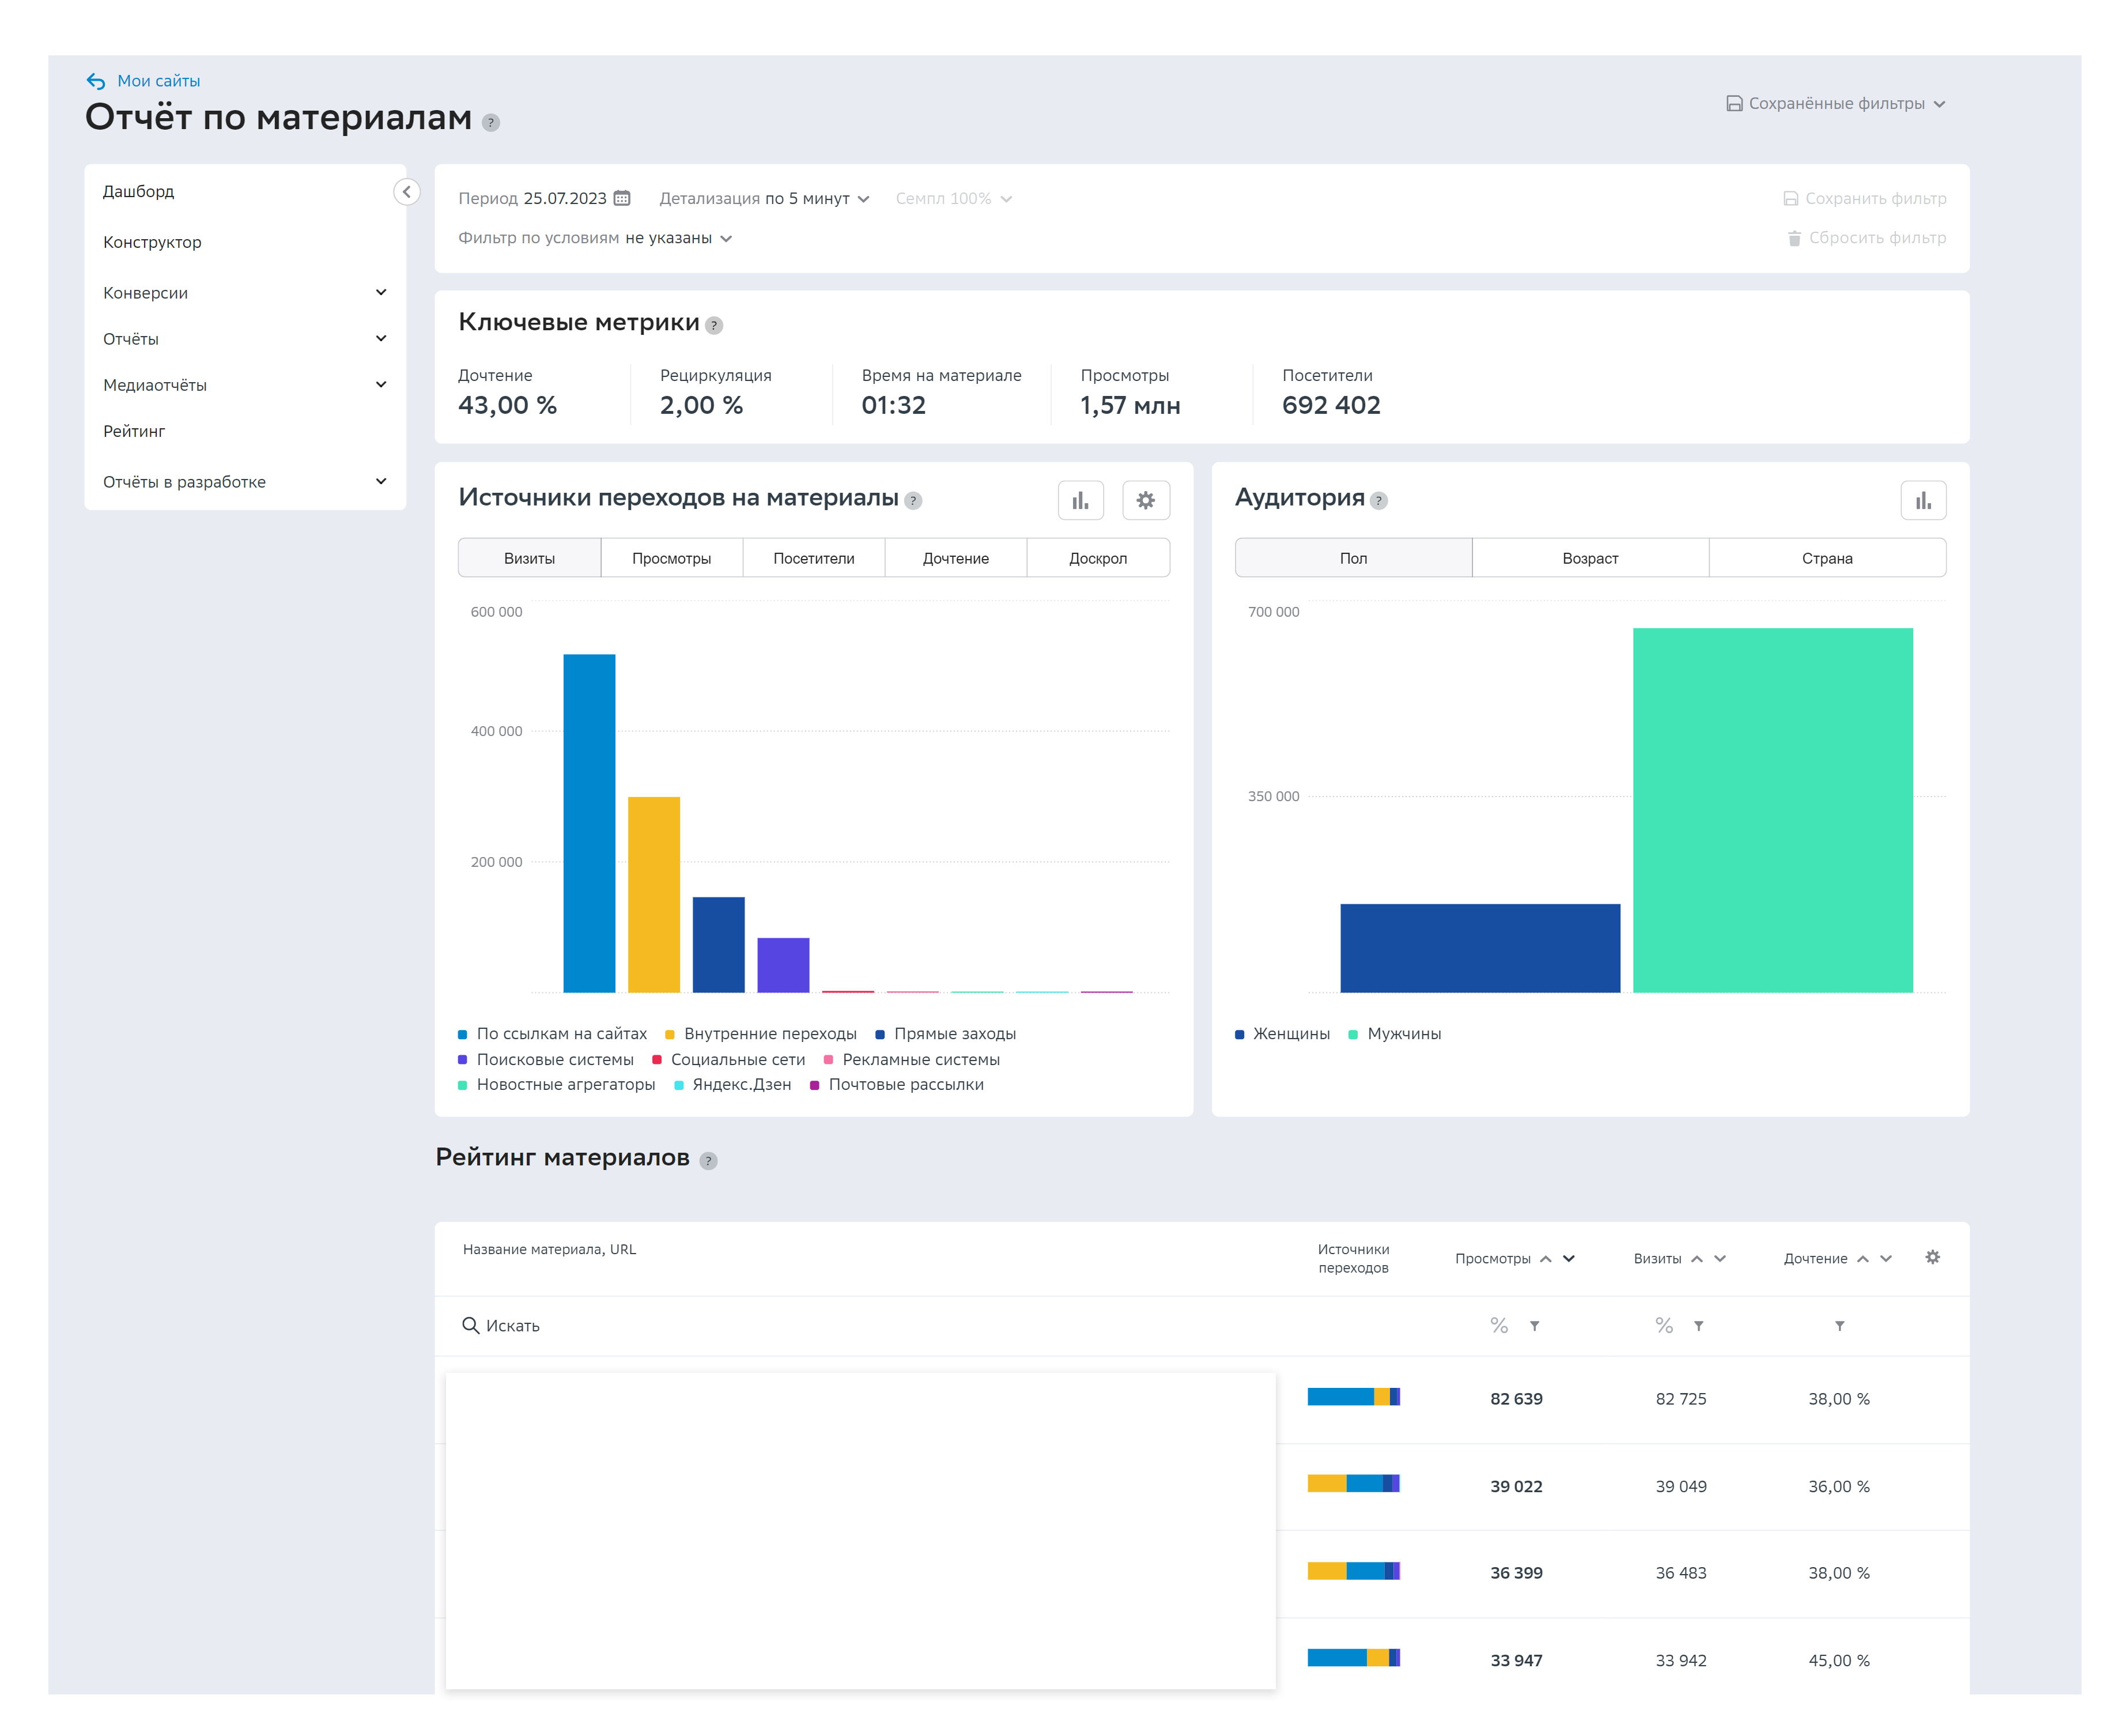 Мои сайты
Отчёт по материалам ?
Сохранённые фильтры
Дашборд
Конструктор
Конверсии
Отчёты
Медиаотчёты
Рейтинг
Отчёты в разработке
Период 25.07.2023 Детализация по 5 минут Семпл 100% Сохранить фильтр
Фильтр по условиям не указаны Сбросить фильтр
Ключевые метрики ?
Дочтение Рециркуляция Время на материале Просмотры Посетители
43,00 % 2,00 % 01:32 1,57 млн 692 402
Источники переходов на материалы ?
Визиты Просмотры Посетители Дочтение Доскрол
600 000
400 000
200 000
По ссылкам на сайтах Внутренние переходы Прямые заходы
Поисковые системы Социальные сети Рекламные системы
Новостные агрегаторы Яндекс.Дзен Почтовые рассылки
Аудитория ?
Пол Возраст Страна
700 000
350 000
Женщины Мужчины
Рейтинг материалов ?
Название материала, URL Источники переходов Просмотры Визиты Дочтение
Искать % %
82 639 82 725 38,00 %
39 022 39 049 36,00 %
36 399 36 483 38,00 %
33 947 33 942 45,00 %